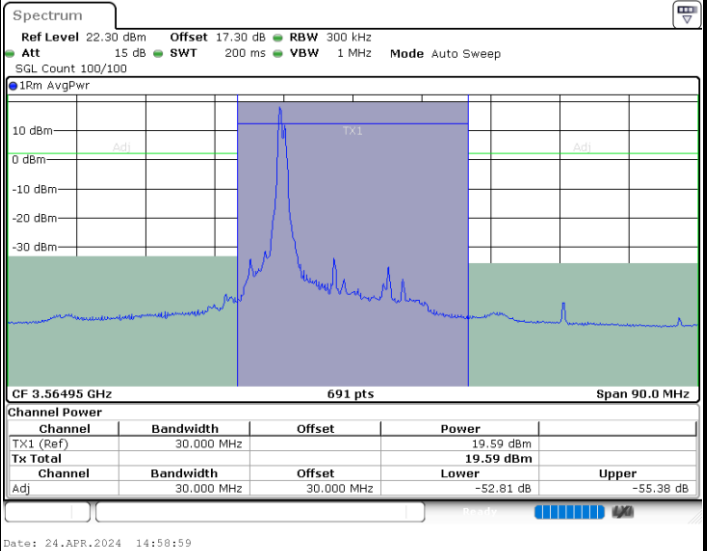 Spectrum
Ref Level 22.30 dBm Offset 17.30 dB RBW 300 kHz
Att 15 dB SWT 200 ms VBW 1 MHz Mode Auto Sweep
SGL Count 100/100
1Rm AvgPwr
10 dBm
TX1
Adj
Adj
0 dBm
-10 dBm
-20 dBm
-30 dBm
CF 3.56495 GHz 691 pts Span 90.0 MHz
Channel Power
Channel Bandwidth Offset Power
TX1 (Ref) 30.000 MHz 19.59 dBm
Tx Total 19.59 dBm
Channel Bandwidth Offset Lower Upper
Adj 30.000 MHz 30.000 MHz -52.81 dB -55.38 dB
Ready
Date: 24.APR.2024 14:58:59